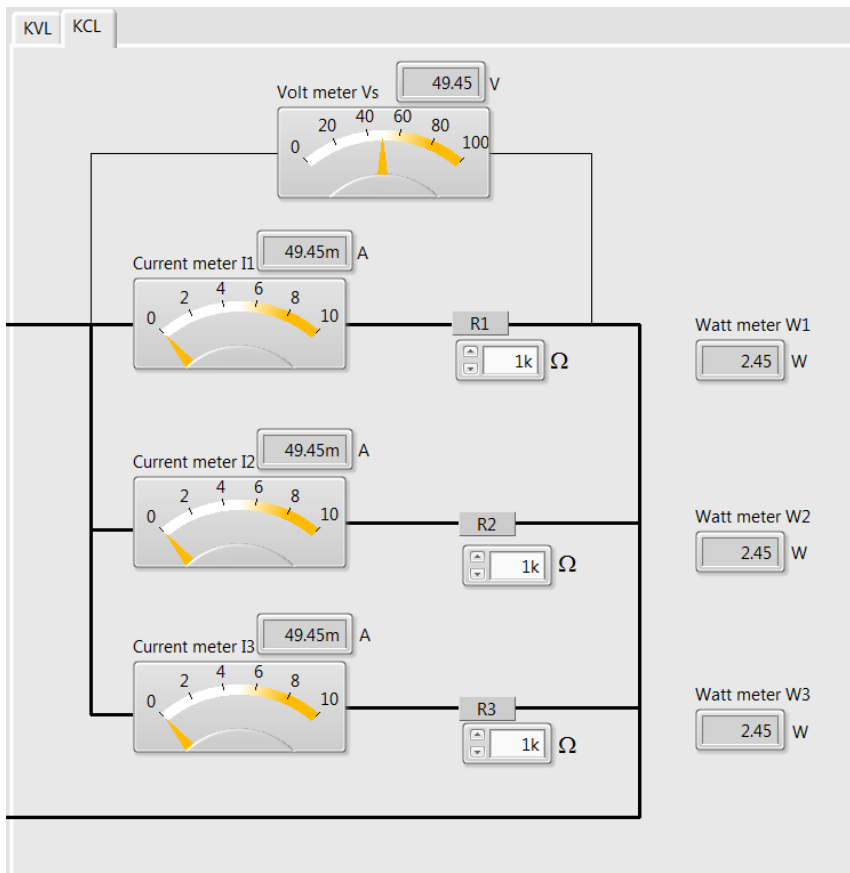 KVL KCL
Volt meter Vs 49.45 V
0 20 40 60 80 100
Current meter I1 49.45m A
0 2 4 6 8 10
R1
1k Ω
Watt meter W1
2.45 W
Current meter I2 49.45m A
0 2 4 6 8 10
R2
1k Ω
Watt meter W2
2.45 W
Current meter I3 49.45m A
0 2 4 6 8 10
R3
1k Ω
Watt meter W3
2.45 W